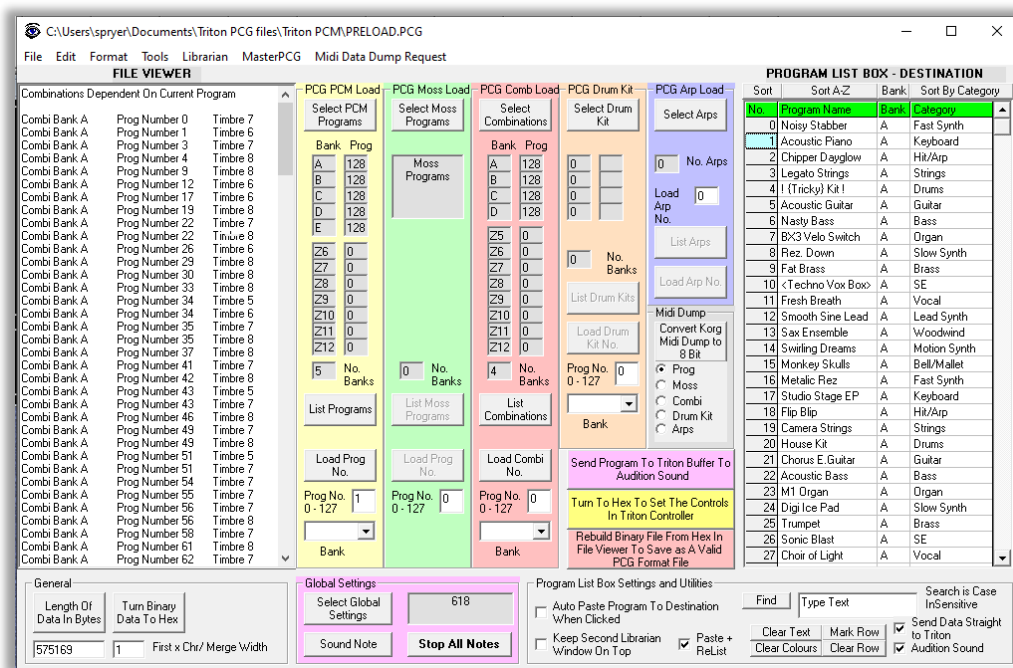 C:\Users\spryer\Documents\Triton PCG files\Triton PCM\PRELOAD.PCG
File Edit Format Tools Librarian MasterPCG Midi Data Dump Request
FILE VIEWER
Combinations Dependent On Current Program
Combi Bank A Prog Number 0 Timbre 7
Combi Bank A Prog Number 1 Timbre 6
Combi Bank A Prog Number 3 Timbre 7
Combi Bank A Prog Number 4 Timbre 8
Combi Bank A Prog Number 9 Timbre 8
Combi Bank A Prog Number 12 Timbre 6
Combi Bank A Prog Number 17 Timbre 6
Combi Bank A Prog Number 19 Timbre 8
Combi Bank A Prog Number 22 Timbre 7
Combi Bank A Prog Number 22 Timbre 8
Combi Bank A Prog Number 26 Timbre 6
Combi Bank A Prog Number 29 Timbre 8
Combi Bank A Prog Number 30 Timbre 8
Combi Bank A Prog Number 33 Timbre 8
Combi Bank A Prog Number 34 Timbre 5
Combi Bank A Prog Number 34 Timbre 6
Combi Bank A Prog Number 35 Timbre 7
Combi Bank A Prog Number 35 Timbre 8
Combi Bank A Prog Number 37 Timbre 8
Combi Bank A Prog Number 41 Timbre 7
Combi Bank A Prog Number 42 Timbre 8
Combi Bank A Prog Number 43 Timbre 5
Combi Bank A Prog Number 43 Timbre 7
Combi Bank A Prog Number 46 Timbre 8
Combi Bank A Prog Number 49 Timbre 7
Combi Bank A Prog Number 49 Timbre 8
Combi Bank A Prog Number 51 Timbre 5
Combi Bank A Prog Number 51 Timbre 7
Combi Bank A Prog Number 54 Timbre 7
Combi Bank A Prog Number 55 Timbre 7
Combi Bank A Prog Number 56 Timbre 7
Combi Bank A Prog Number 56 Timbre 8
Combi Bank A Prog Number 58 Timbre 7
Combi Bank A Prog Number 61 Timbre 8
Combi Bank A Prog Number 62 Timbre 7
PCG PCM Load
Select PCM
Programs
Bank Prog
A 128
B 128
C 128
D 128
E 128
Z6 0
Z7 0
Z8 0
Z9 0
Z10 0
Z11 0
Z12 0
5 No.
Banks
List Programs
Load Prog
No.
Prog No. 1
0 - 127
Bank
PCG Moss Load
Select Moss
Programs
Moss
Programs
0 No.
Banks
List Moss
Programs
Load Prog
No.
Prog No. 0
0 - 127
Bank
PCG Comb Load
Select
Combinations
Bank Prog
A 128
B 128
C 128
D 128
Z5 0
Z6 0
Z7 0
Z8 0
Z9 0
Z10 0
Z11 0
Z12 0
4 No.
Banks
List
Combinations
Load Combi
No.
Prog No. 0
0 - 127
Bank
PCG Drum Kit
Select Drum
Kit
0
0
0
0
0 No.
Banks
List Drum Kits
Load Drum
Kit No.
Prog No. 0
0 - 127
Bank
PCG Arp Load
Select Arps
0 No. Arps
Load 0
Arp
No.
List Arps
Load Arp No.
Midi Dump
Convert Korg
Midi Dump to
8 Bit
Prog
Moss
Combi
Drum Kit
Arps
Send Program To Triton Buffer To
Audition Sound
Turn To Hex To Set The Controls
In Triton Controller
Rebuild Binary File From Hex In
File Viewer To Save as A Valid
PCG Format File
PROGRAM LIST BOX - DESTINATION
Sort Sort A-Z Bank Sort By Category
No. Program Name Bank Category
0 Noisy Stabber A Fast Synth
1 Acoustic Piano A Keyboard
2 Chipper Dayglow A Hit/Arp
3 Legato Strings A Strings
4 ! {Tricky} Kit ! A Drums
5 Acoustic Guitar A Guitar
6 Nasty Bass A Bass
7 BX3 Velo Switch A Organ
8 Rez. Down A Slow Synth
9 Fat Brass A Brass
10 <Techno Vox Box> A SE
11 Fresh Breath A Vocal
12 Smooth Sine Lead A Lead Synth
13 Sax Ensemble A Woodwind
14 Swirling Dreams A Motion Synth
15 Monkey Skulls A Bell/Mallet
16 Metalic Rez A Fast Synth
17 Studio Stage EP A Keyboard
18 Flip Blip A Hit/Arp
19 Camera Strings A Strings
20 House Kit A Drums
21 Chorus E.Guitar A Guitar
22 Acoustic Bass A Bass
23 M1 Organ A Organ
24 Digi Ice Pad A Slow Synth
25 Trumpet A Brass
26 Sonic Blast A SE
27 Choir of Light A Vocal
General
Length Of
Data In Bytes
Turn Binary
Data To Hex
575169 1 First x Chr/ Merge Width
Global Settings
Select Global
Settings
618
Sound Note
Stop All Notes
Program List Box Settings and Utilities
Auto Paste Program To Destination
When Clicked
Keep Second Librarian
Window On Top
Paste +
ReList
Find Type Text
Search is Case
InSensitive
Clear Text Mark Row
Clear Colours Clear Row
Send Data Straight
to Triton
Audition Sound